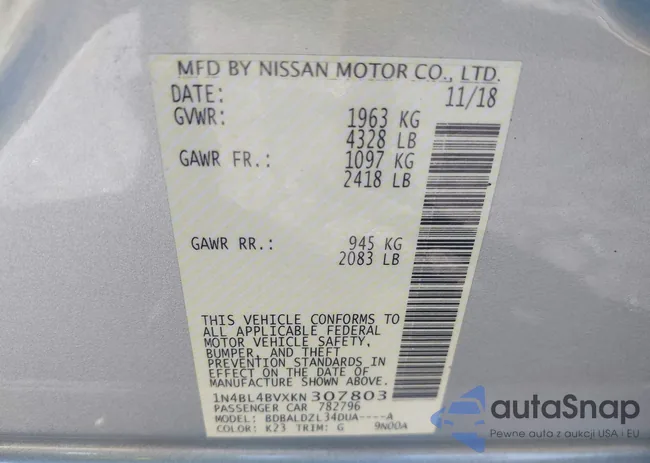 MFD BY NISSAN MOTOR CO., LTD.
DATE: 11/18
GVWR: 1963 KG
4328 LB
GAWR FR.: 1097 KG
2418 LB
GAWR RR.: 945 KG
2083 LB
THIS VEHICLE CONFORMS TO
ALL APPLICABLE FEDERAL
MOTOR VEHICLE SAFETY,
BUMPER, AND THEFT
PREVENTION STANDARDS IN
EFFECT ON THE DATE OF
MANUFACTURE SHOWN ABOVE.
1N4BL4BVXKN307803
PASSENGER CAR 782796
MODEL: BDBALDZL34DUA----A
COLOR: K23 TRIM: G 9N00A
autoSnap
Pewne auta z aukcji USA i EU